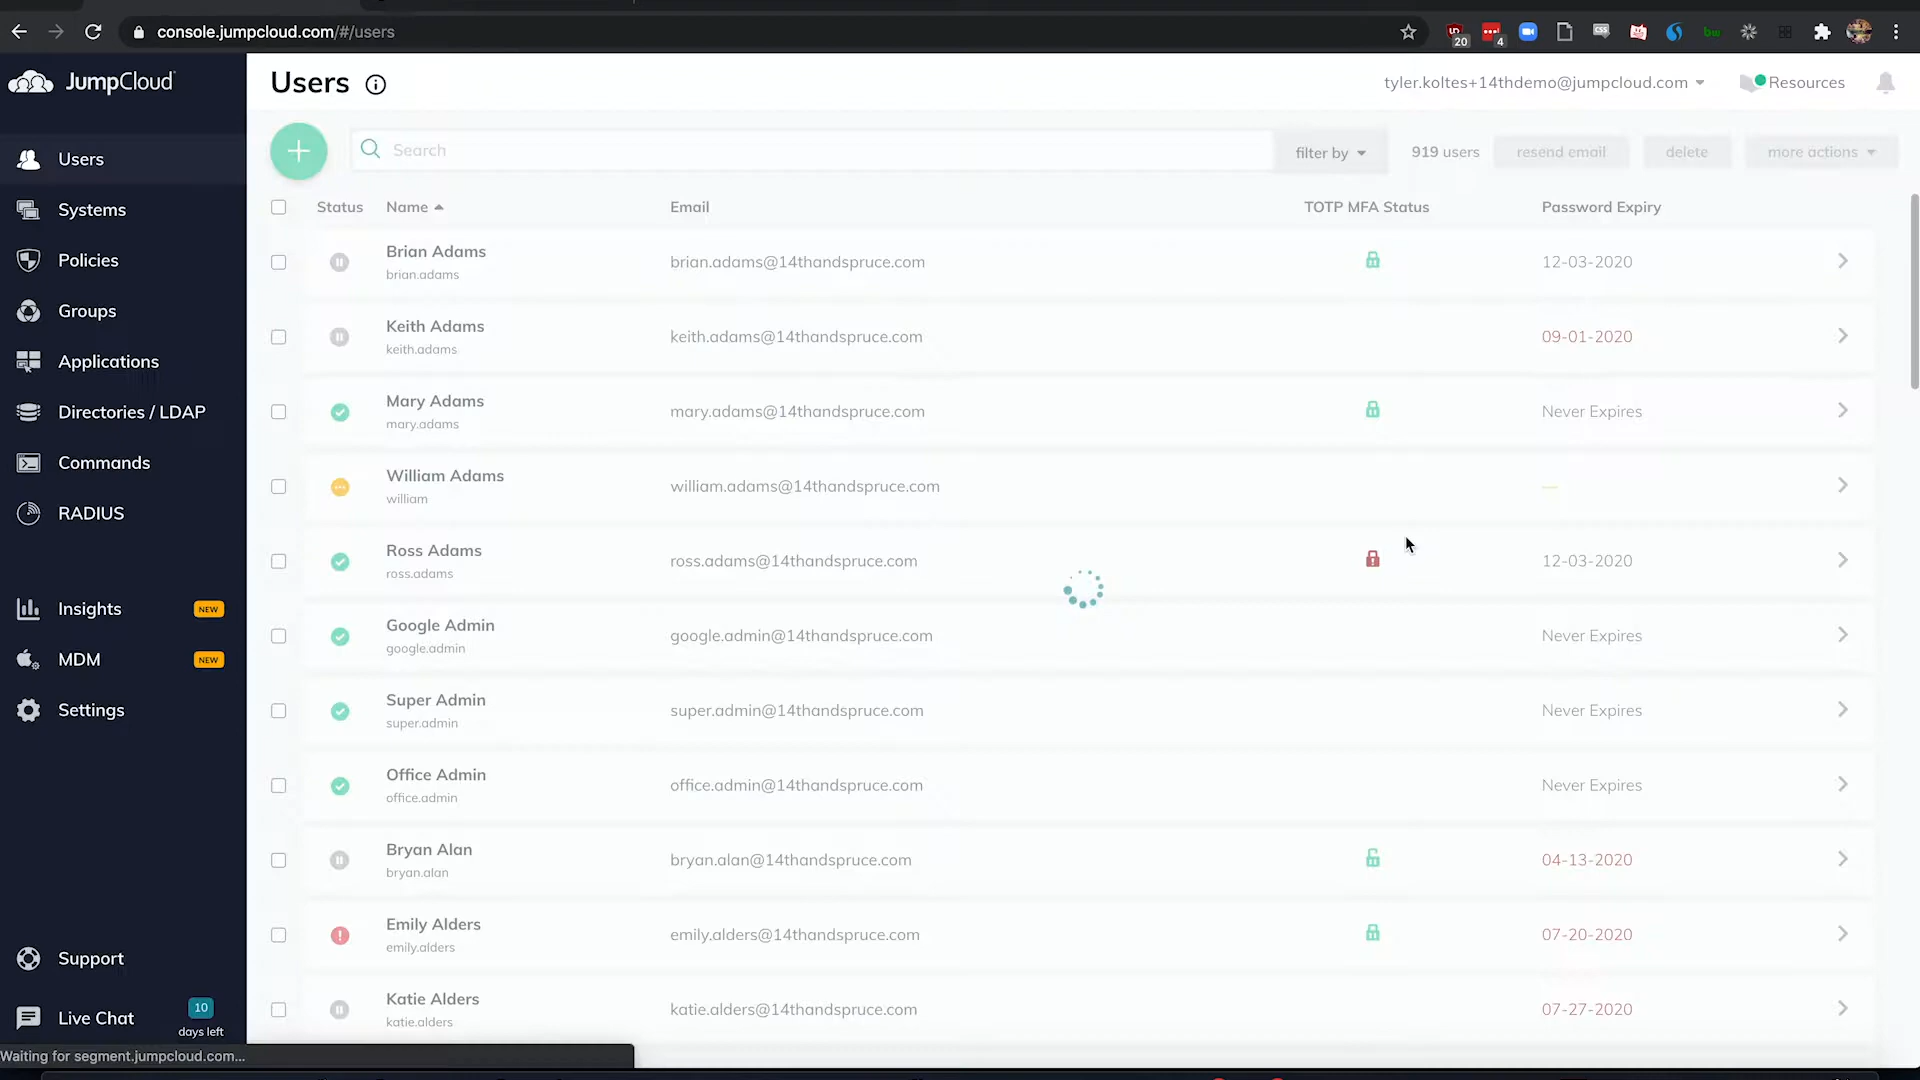 console.jumpcloud.com/#/users
20
4
CSS
bw
JumpCloud
Users
tyler.koltes+14thdemo@jumpcloud.com
Resources
Users
Systems
Policies
Groups
Applications
Directories / LDAP
Commands
RADIUS
Insights NEW
MDM NEW
Settings
Support
Live Chat
10
days left
Search
filter by
919 users
resend email
delete
more actions
Status Name Email TOTP MFA Status Password Expiry
Brian Adams
brian.adams
brian.adams@14thandspruce.com
12-03-2020
Keith Adams
keith.adams
keith.adams@14thandspruce.com
09-01-2020
Mary Adams
mary.adams
mary.adams@14thandspruce.com
Never Expires
William Adams
william
william.adams@14thandspruce.com
—
Ross Adams
ross.adams
ross.adams@14thandspruce.com
12-03-2020
Google Admin
google.admin
google.admin@14thandspruce.com
Never Expires
Super Admin
super.admin
super.admin@14thandspruce.com
Never Expires
Office Admin
office.admin
office.admin@14thandspruce.com
Never Expires
Bryan Alan
bryan.alan
bryan.alan@14thandspruce.com
04-13-2020
Emily Alders
emily.alders
emily.alders@14thandspruce.com
07-20-2020
Katie Alders
katie.alders
katie.alders@14thandspruce.com
07-27-2020
Waiting for segment.jumpcloud.com...